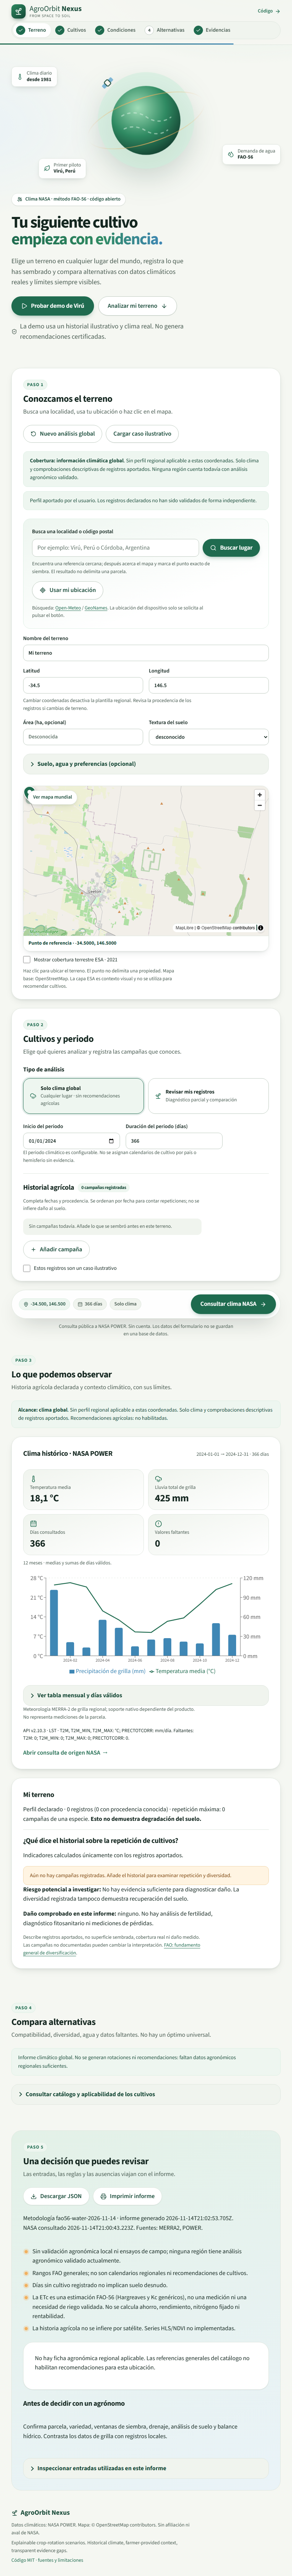 AgroOrbit Nexus
FROM SPACE TO SOIL
Código →
Terreno
Cultivos
Condiciones
4 Alternativas
Evidencias
Clima diario
desde 1981
Demanda de agua
FAO-56
Primer piloto
Virú, Perú
Clima NASA · método FAO-56 · código abierto
Tu siguiente cultivo
empieza con evidencia.
Elige un terreno en cualquier lugar del mundo, registra lo que
has sembrado y compara alternativas con datos climáticos
reales y límites siempre visibles.
Probar demo de Virú
Analizar mi terreno ↓
La demo usa un historial ilustrativo y clima real. No genera
recomendaciones certificadas.
PASO 1
Conozcamos el terreno
Busca una localidad, usa tu ubicación o haz clic en el mapa.
Nuevo análisis global
Cargar caso ilustrativo
Cobertura: información climática global. Sin perfil regional aplicable a estas coordenadas. Solo clima
y comprobaciones descriptivas de registros aportados. Ninguna región cuenta todavía con análisis
agronómico validado.
Perfil aportado por el usuario. Los registros declarados no han sido validados de forma independiente.
Busca una localidad o código postal
Por ejemplo: Virú, Perú o Córdoba, Argentina
Buscar lugar
Encuentra una referencia cercana; después acerca el mapa y marca el punto exacto de
siembra. El resultado no delimita una parcela.
Usar mi ubicación
Búsqueda: Open-Meteo / GeoNames. La ubicación del dispositivo solo se solicita al
pulsar el botón.
Nombre del terreno
Mi terreno
Latitud
Longitud
-34.5
146.5
Cambiar coordenadas desactiva la plantilla regional. Revisa la procedencia de los
registros si cambias de terreno.
Área (ha, opcional)
Textura del suelo
Desconocida
desconocido
Suelo, agua y preferencias (opcional)
Ver mapa mundial
+
−
MapLibre | © OpenStreetMap contributors
Punto de referencia · -34.5000, 146.5000
Mostrar cobertura terrestre ESA · 2021
Haz clic para ubicar el terreno. El punto no delimita una propiedad. Mapa
base: OpenStreetMap. La capa ESA es contexto visual y no se utiliza para
recomendar cultivos.
PASO 2
Cultivos y periodo
Elige qué quieres analizar y registra las campañas que conoces.
Tipo de análisis
Solo clima global
Cualquier lugar · sin recomendaciones
agrícolas
Revisar mis registros
Diagnóstico parcial y comparación
Inicio del periodo
Duración del periodo (días)
01/01/2024
366
El periodo climático es configurable. No se asignan calendarios de cultivo por país o
hemisferio sin evidencia.
Historial agrícola
0 campañas registradas
Completa fechas y procedencia. Se ordenan por fecha para contar repeticiones; no se
infiere daño al suelo.
Sin campañas todavía. Añade lo que se sembró antes en este terreno.
+ Añadir campaña
Estos registros son un caso ilustrativo
-34.500, 146.500
366 días
Solo clima
Consultar clima NASA →
Consulta pública a NASA POWER. Sin cuenta. Los datos del formulario no se guardan
en una base de datos.
PASO 3
Lo que podemos observar
Historia agrícola declarada y contexto climático, con sus límites.
Alcance: clima global. Sin perfil regional aplicable a estas coordenadas. Solo clima y comprobaciones descriptivas
de registros aportados. Recomendaciones agrícolas: no habilitadas.
Clima histórico · NASA POWER
2024-01-01 → 2024-12-31 · 366 días
Temperatura media
18,1 °C
Lluvia total de grilla
425 mm
Días consultados
366
Valores faltantes
0
12 meses · medias y sumas de días válidos.
28 °C
21 °C
14 °C
7 °C
0 °C
120 mm
90 mm
60 mm
30 mm
0 mm
2024-02
2024-04
2024-06
2024-08
2024-10
2024-12
Precipitación de grilla (mm)
Temperatura media (°C)
Ver tabla mensual y días válidos
Meteorología MERRA-2 de grilla regional; soporte nativo dependiente del producto.
No representa mediciones de la parcela.
API v2.10.3 · LST · T2M, T2M_MIN, T2M_MAX: °C; PRECTOTCORR: mm/día. Faltantes:
T2M: 0; T2M_MIN: 0; T2M_MAX: 0; PRECTOTCORR: 0.
Abrir consulta de origen NASA →
Mi terreno
Perfil declarado · 0 registros (0 con procedencia conocida) · repetición máxima: 0
campañas de una especie. Esto no demuestra degradación del suelo.
¿Qué dice el historial sobre la repetición de cultivos?
Indicadores calculados únicamente con los registros aportados.
Aún no hay campañas registradas. Añade el historial para examinar repetición y diversidad.
Riesgo potencial a investigar: No hay evidencia suficiente para diagnosticar daño. La
diversidad registrada tampoco demuestra recuperación del suelo.
Daño comprobado en este informe: ninguno. No hay análisis de fertilidad,
diagnóstico fitosanitario ni mediciones de pérdidas.
Describe registros aportados, no superficie sembrada, cobertura real ni daño medido.
Las campañas no documentadas pueden cambiar la interpretación. FAO: fundamento
general de diversificación
PASO 4
Compara alternativas
Compatibilidad, diversidad, agua y datos faltantes. No hay un óptimo universal.
Informe climático global. No se generan rotaciones ni recomendaciones: faltan datos agronómicos
regionales suficientes.
Consultar catálogo y aplicabilidad de los cultivos
PASO 5
Una decisión que puedes revisar
Las entradas, las reglas y las ausencias viajan con el informe.
Descargar JSON
Imprimir informe
Metodología fao56-water-2026-11-14 · informe generado 2026-11-14T21:02:53.705Z.
NASA consultado 2026-11-14T21:00:43.223Z. Fuentes: MERRA2, POWER.
Sin validación agronómica local ni ensayos de campo; ninguna región tiene análisis
agronómico validado actualmente.
Rangos FAO generales; no son calendarios regionales ni recomendaciones de cultivos.
Días sin cultivo registrado no implican suelo desnudo.
La ETc es una estimación FAO-56 (Hargreaves y Kc genéricos), no una medición ni una
necesidad de riego validada. No se calcula ahorro, rendimiento, nitrógeno fijado ni
rentabilidad.
La historia agrícola no se infiere por satélite. Series HLS/NDVI no implementadas.
No hay ficha agronómica regional aplicable. Las referencias generales del catálogo no
habilitan recomendaciones para esta ubicación.
Antes de decidir con un agrónomo
Confirma parcela, variedad, ventanas de siembra, drenaje, análisis de suelo y balance
hídrico. Contrasta los datos de grilla con registros locales.
Inspeccionar entradas utilizadas en este informe
AgroOrbit Nexus
Datos climáticos: NASA POWER. Mapa: © OpenStreetMap contributors. Sin afiliación ni
aval de NASA.
Explainable crop-rotation scenarios. Historical climate, farmer-provided context,
transparent evidence gaps.
Código MIT · fuentes y limitaciones